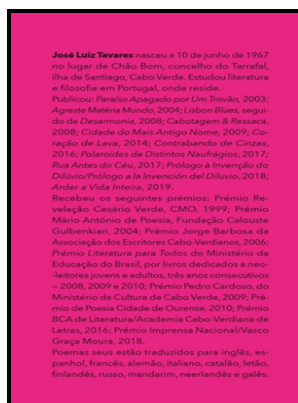 José Luiz Tavares nasceu a 10 de junho de 1967
no lugar de Chão Bom, concelho do Tarrafal,
ilha de Santiago, Cabo Verde. Estudou literatura
e filosofia em Portugal, onde reside.
Publicou: Paraíso Apagado por Um Trovão, 2003;
Agreste Matéria Mundo, 2004; Lisbon Blues, segui-
do de Desarmonia, 2008; Cabotagem & Ressaca,
2008; Cidade do Mais Antigo Nome, 2009; Co-
ração de Lava, 2014; Contrabando de Cinzas,
2016; Polaroides de Distintos Naufrágios, 2017;
Rua Antes do Céu, 2017; Prólogo à Invenção do
Dilúvio/Prólogo a la Invención del Diluvio, 2018;
Arder a Vida Inteira, 2019.
Recebeu os seguintes prémios: Prémio Re-
velação Cesário Verde, CMO, 1999; Prémio
Mário António de Poesia, Fundação Calouste
Gulbenkian, 2004; Prémio Jorge Barbosa da
Associação dos Escritores Cabo-Verdianos, 2006;
Prémio Literatura para Todos do Ministério da
Educação do Brasil, por livros dedicados a neo-
-leitores jovens e adultos, três anos consecutivos
– 2008, 2009 e 2010; Prémio Pedro Cardoso, do
Ministério da Cultura de Cabo Verde, 2009; Pré-
mio de Poesia Cidade de Ourense, 2010; Prémio
BCA de Literatura/Academia Cabo-Verdiana de
Letras, 2016; Prémio Imprensa Nacional/Vasco
Graça Moura, 2018.
Poemas seus estão traduzidos para inglês, es-
panhol, francês, alemão, italiano, catalão, letão,
finlandês, russo, mandarim, neerlandês e galês.